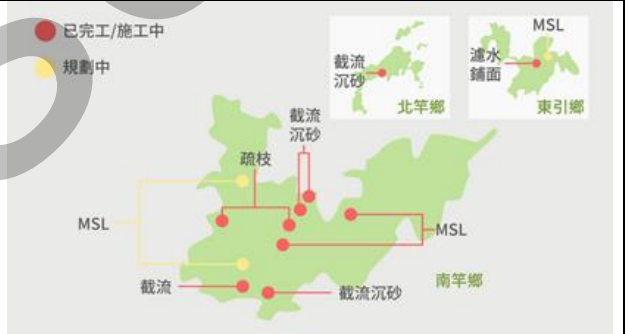 已完工/施工中
規劃中
截流
沉砂
北竿鄉
MSL
濾水
鋪面
東引鄉
截流
沉砂
疏枝
MSL
MSL
截流
截流沉砂
南竿鄉